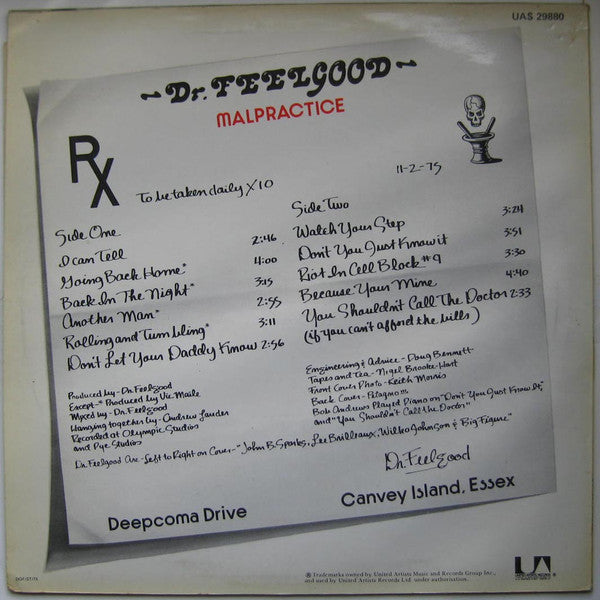 UAS 29880
Dr. FEELGOOD
MALPRACTICE
RX
To be taken daily X10
11-2-75
Side One
I can Tell 2:46
Going Back Home* 4:00
Back In The Night* 3:15
Another Man* 2:55
Rolling and Tumbling* 3:11
Don't Let Your Daddy Know 2:56
Side Two
Watch Your Step 3:24
Don't You Just Know it 3:51
Riot In Cell Block #9 3:30
Because Your Mine 4:40
You Shouldn't Call The Doctor 2:33
(if you can't afford the bills)
Produced by- Dr. Feelgood
Except-* Produced by Vic Maile
Mixed by- Dr. Feelgood
Hanging together by- Andrew Lauder
Recorded at Olympic Studios
and Pye Studios
Engineering & Advice- Doug Bennett
Tapes and Tea- Nigel Brooke-Hart
Front Cover Photo- Keith Morris
Back Cover- Pelagno
Bob Andrews Played Piano on "Don't You Just Know It",
and "You Shouldn't Call the Doctor"
Dr. Feelgood Are- Left to Right on Cover- "John B. Sparks, Lee Brilleaux, Wilko Johnson & Big Figure"
Dr. Feelgood
Deepcoma Drive
Canvey Island, Essex
® Trademarks owned by United Artists Music and Records Group Inc.,
and used by United Artists Records Ltd. under authorisation.
UA